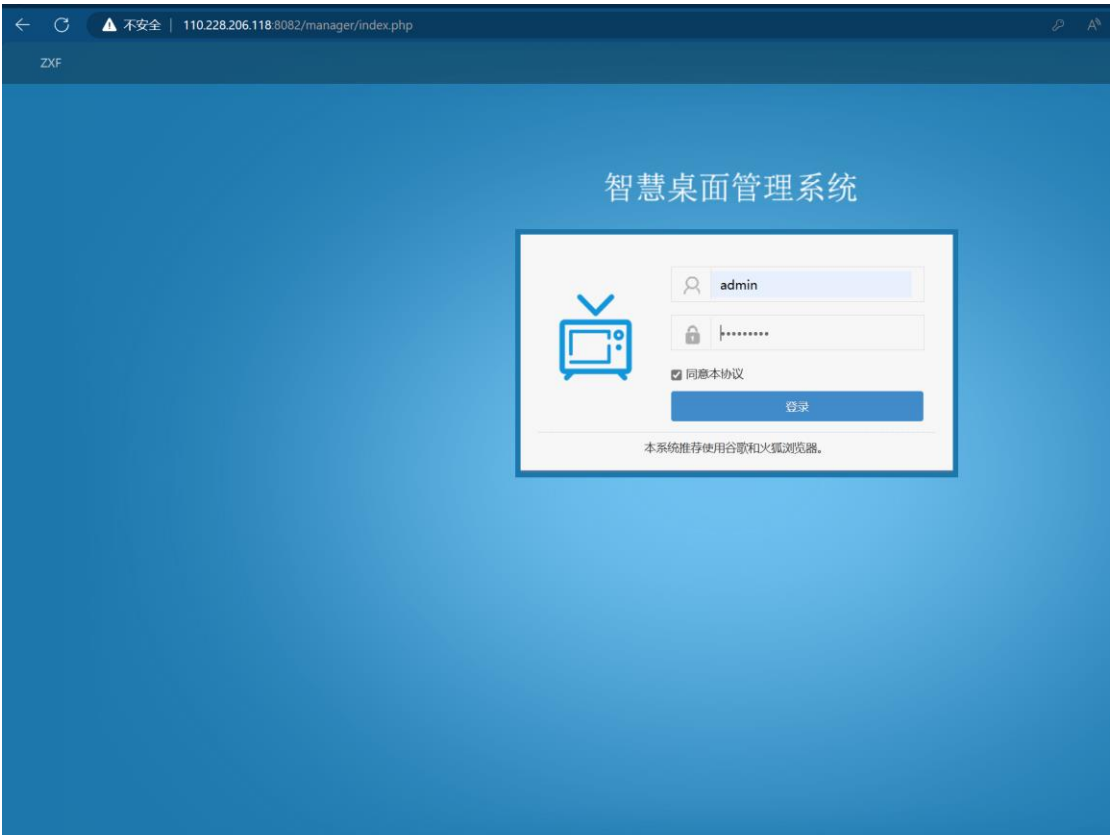 不安全 | 110.228.206.118:8082/manager/index.php
ZXF
智慧桌面管理系统
admin
•••••••••
同意本协议
登录
本系统推荐使用谷歌和火狐浏览器。